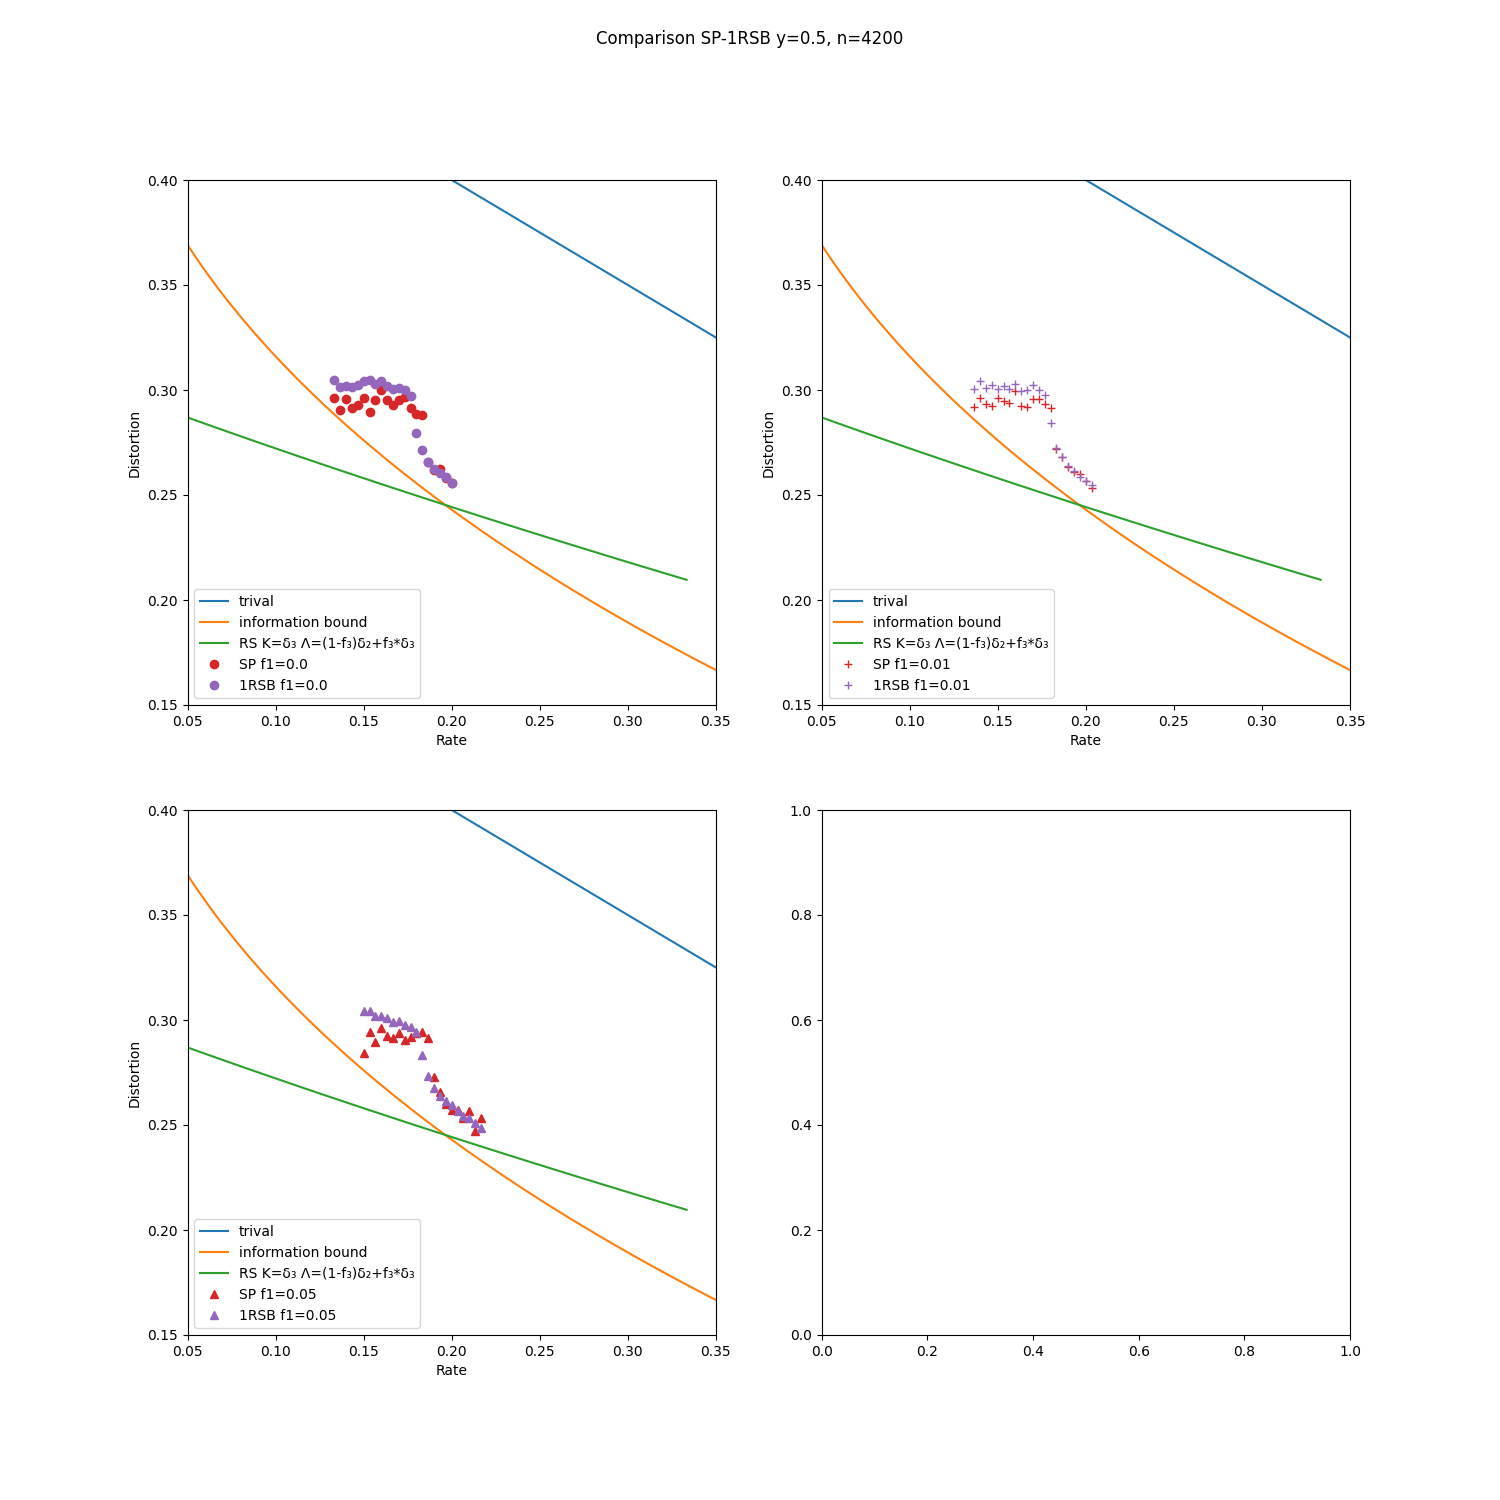 Comparison SP-1RSB y=0.5, n=4200
0.40
0.35
0.30
0.25
0.20
0.15
Distortion
trival
information bound
RS K=δ₃ Λ=(1-f₃)δ₂+f₃*δ₃
SP f1=0.0
1RSB f1=0.0
0.05 0.10 0.15 0.20 0.25 0.30 0.35
Rate
0.40
0.35
0.30
0.25
0.20
0.15
Distortion
trival
information bound
RS K=δ₃ Λ=(1-f₃)δ₂+f₃*δ₃
SP f1=0.01
1RSB f1=0.01
0.05 0.10 0.15 0.20 0.25 0.30 0.35
Rate
0.40
0.35
0.30
0.25
0.20
0.15
Distortion
trival
information bound
RS K=δ₃ Λ=(1-f₃)δ₂+f₃*δ₃
SP f1=0.05
1RSB f1=0.05
0.05 0.10 0.15 0.20 0.25 0.30 0.35
Rate
1.0
0.8
0.6
0.4
0.2
0.0
0.0 0.2 0.4 0.6 0.8 1.0